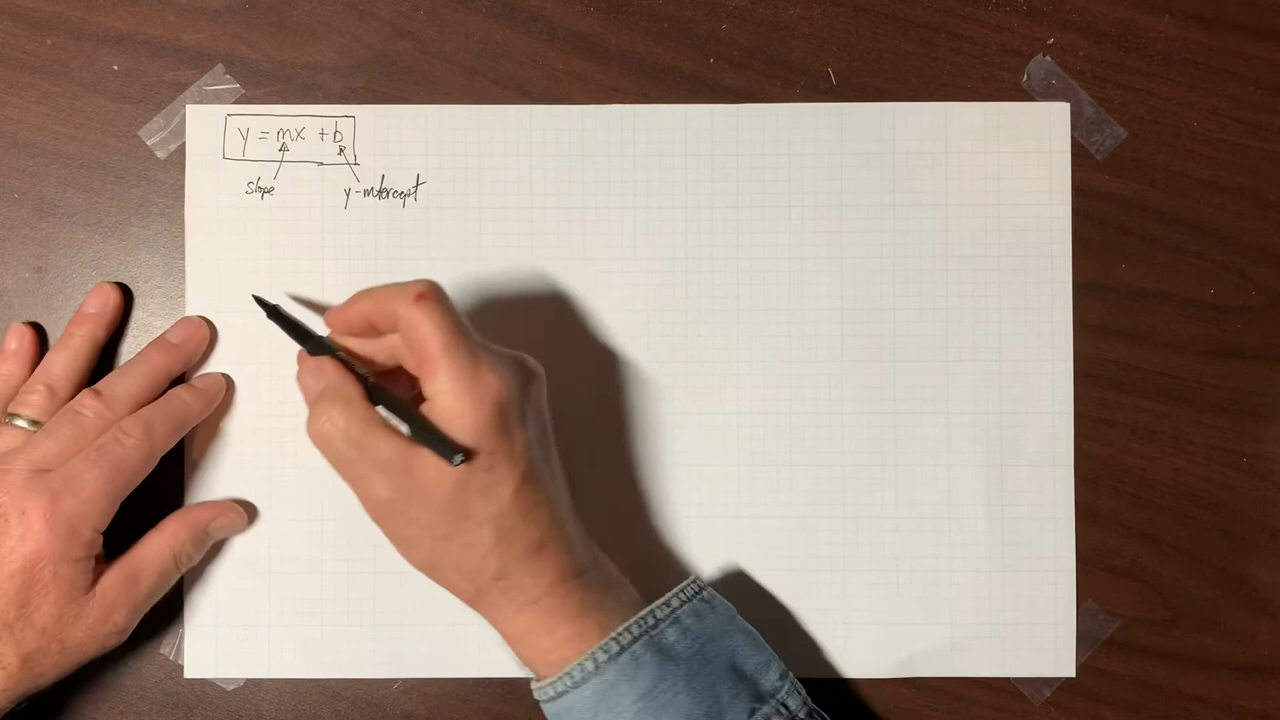 y = mx + b
slope y-intercept